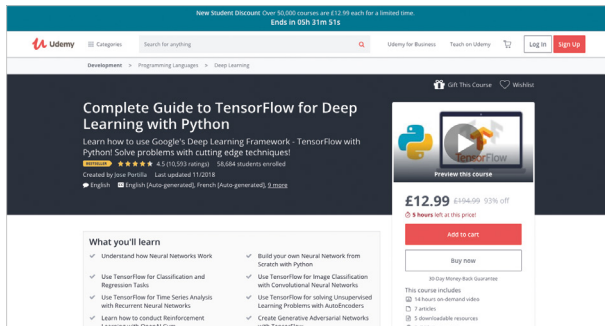 New Student Discount Over 50,000 courses are £12.99 each for a limited time.
Ends in 05h 31m 51s
Udemy
Categories
Search for anything
Udemy for Business
Teach on Udemy
Log In
Sign Up
Development > Programming Languages > Deep Learning
Gift This Course
Wishlist
Complete Guide to TensorFlow for Deep
Learning with Python
Learn how to use Google's Deep Learning Framework - TensorFlow with
Python! Solve problems with cutting edge techniques!
BESTSELLER 4.5 (10,593 ratings) 58,684 students enrolled
Created by Jose Portilla Last updated 11/2018
English English [Auto-generated], French [Auto-generated], 9 more
TensorFlow
Preview this course
£12.99 £194.99 93% off
5 hours left at this price!
Add to cart
Buy now
30-Day Money-Back Guarantee
This course includes
14 hours on-demand video
7 articles
5 downloadable resources
What you'll learn
Understand how Neural Networks Work
Build your own Neural Network from
Scratch with Python
Use TensorFlow for Classification and
Regression Tasks
Use TensorFlow for Image Classification
with Convolutional Neural Networks
Use TensorFlow for Time Series Analysis
with Recurrent Neural Networks
Use TensorFlow for solving Unsupervised
Learning Problems with AutoEncoders
Learn how to conduct Reinforcement
Learning with OpenAI Gym
Create Generative Adversarial Networks
with TensorFlow